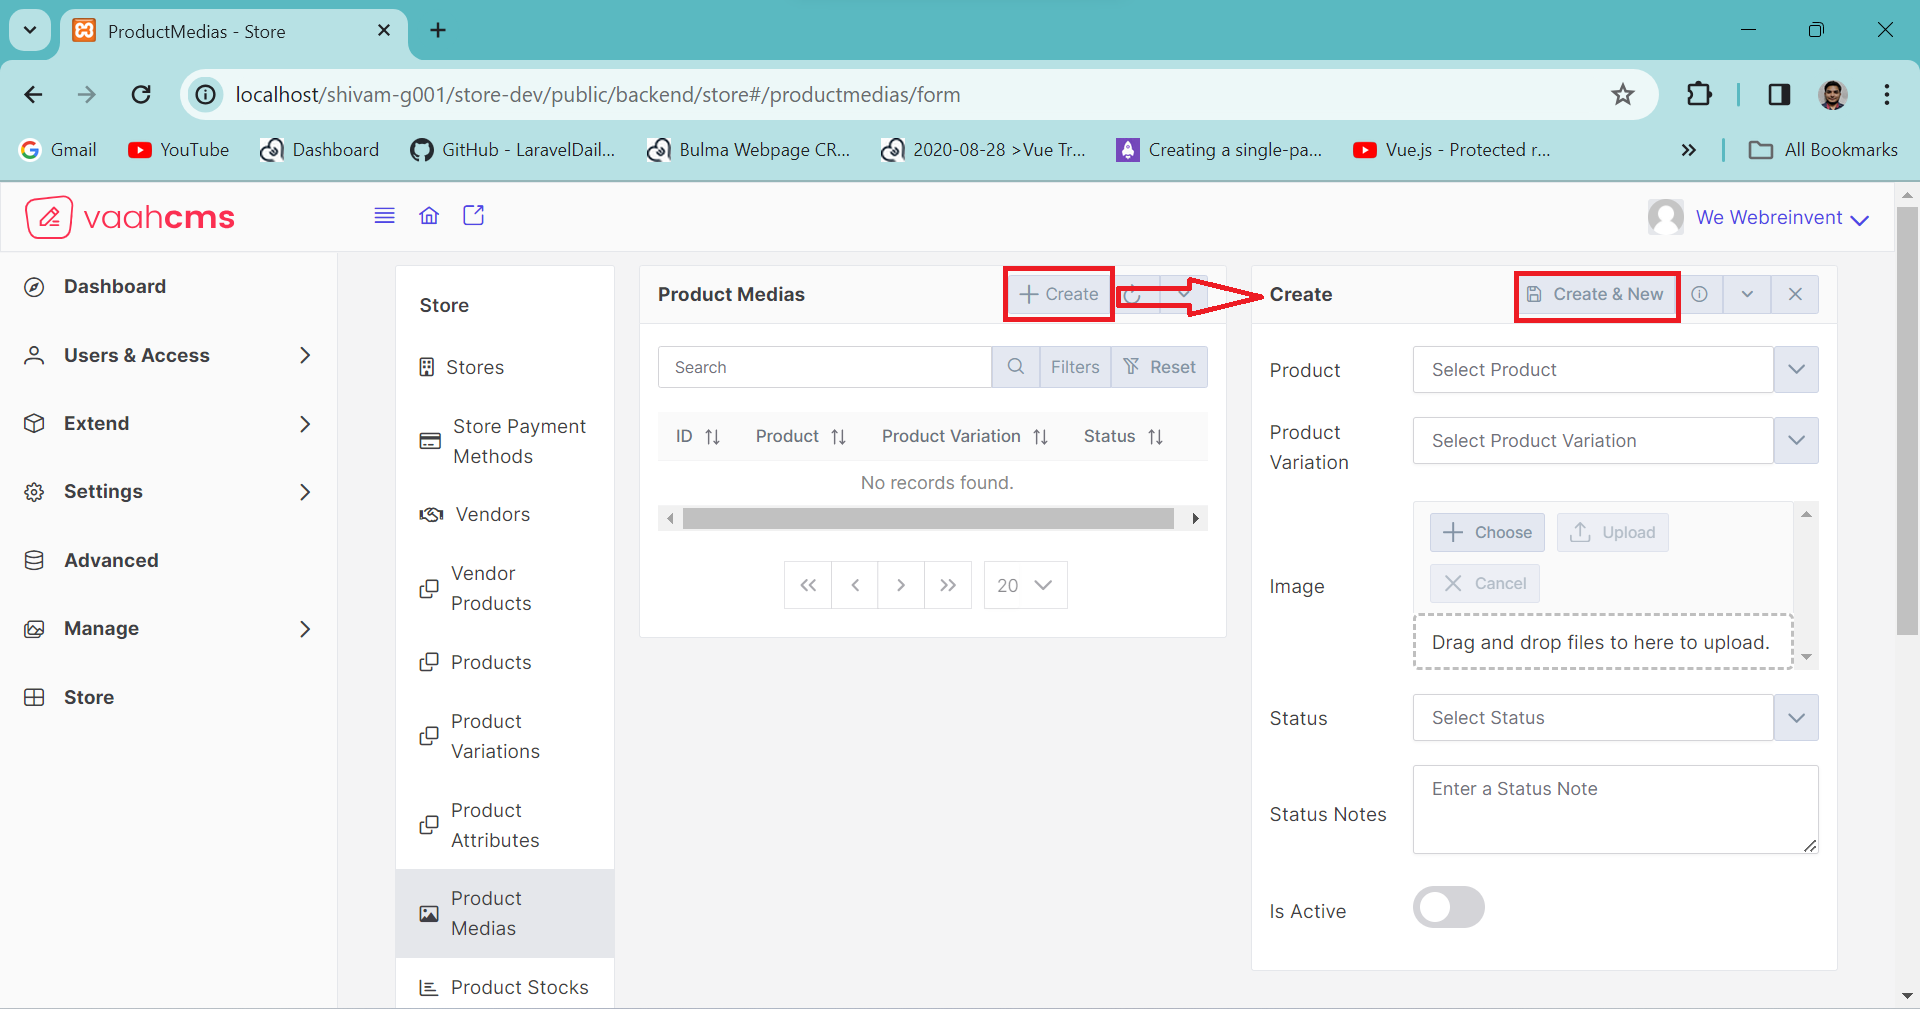 ProductMedias - Store
localhost/shivam-g001/store-dev/public/backend/store#/productmedias/form
Gmail
YouTube
Dashboard
GitHub - LaravelDail...
Bulma Webpage CR...
2020-08-28 >Vue Tr...
Creating a single-pa...
Vue.js - Protected r...
All Bookmarks
vaahcms
We Webreinvent
Dashboard
Users & Access
Extend
Settings
Advanced
Manage
Store
Store
Stores
Store Payment
Methods
Vendors
Vendor
Products
Products
Product
Variations
Product
Attributes
Product
Medias
Product Stocks
Product Medias
Create
Search
Filters
Reset
ID
Product
Product Variation
Status
No records found.
20
Create
Create & New
Product
Select Product
Product
Variation
Select Product Variation
Image
Choose
Upload
Cancel
Drag and drop files to here to upload.
Status
Select Status
Status Notes
Enter a Status Note
Is Active